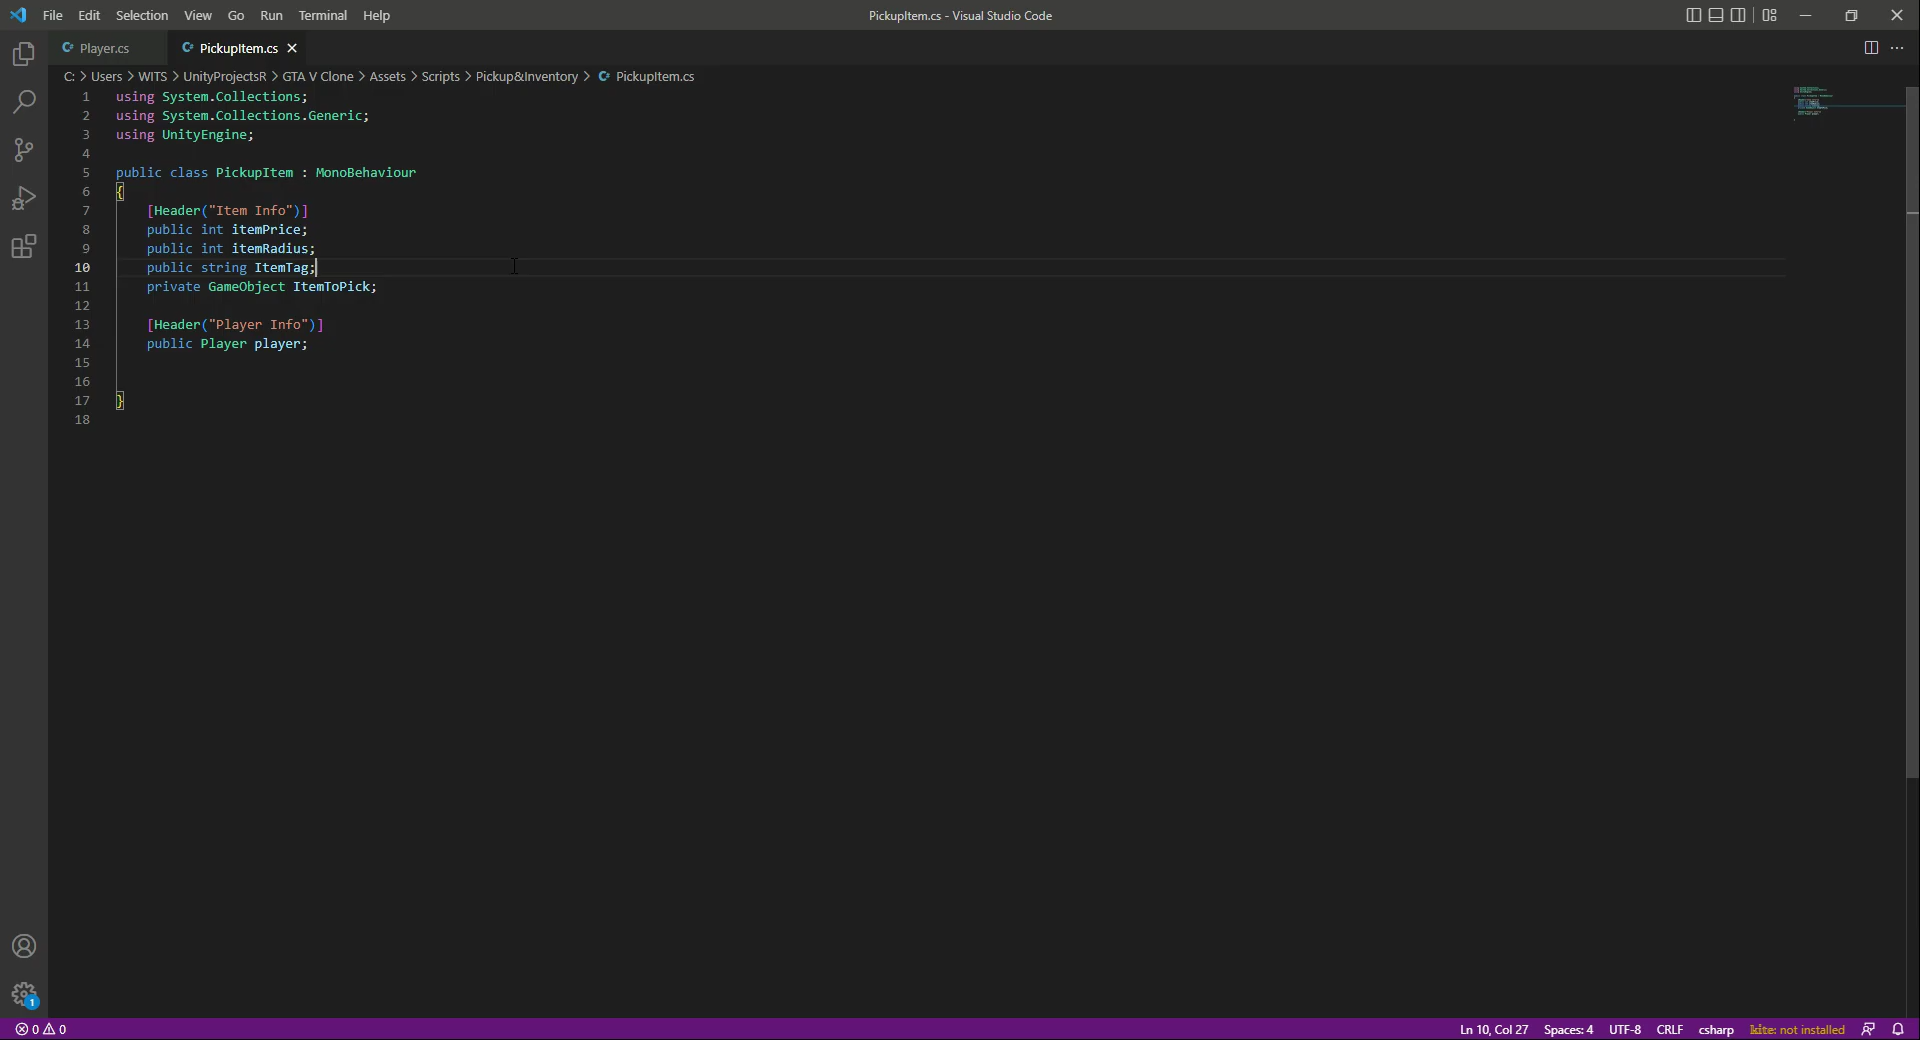 File Edit Selection View Go Run Terminal Help
PickupItem.cs - Visual Studio Code
Player.cs
PickupItem.cs
C: > Users > WITS > UnityProjectsR > GTA V Clone > Assets > Scripts > Pickup&Inventory > PickupItem.cs
1 using System.Collections;
2 using System.Collections.Generic;
3 using UnityEngine;
4
5 public class PickupItem : MonoBehaviour
6 {
7 [Header("Item Info")]
8 public int itemPrice;
9 public int itemRadius;
10 public string ItemTag;
11 private GameObject ItemToPick;
12
13 [Header("Player Info")]
14 public Player player;
15
16
17 }
18
1
0 0
Ln 10, Col 27 Spaces: 4 UTF-8 CRLF csharp kite: not installed